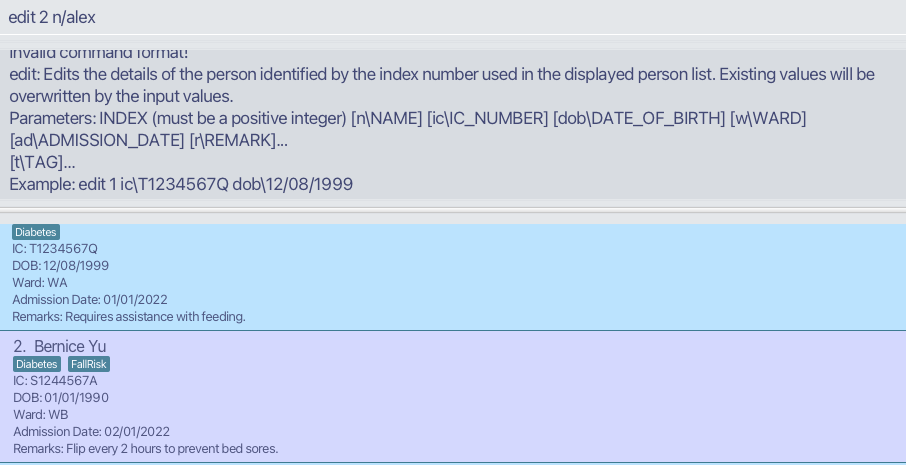 edit 2 n/alex
Invalid command format!
edit: Edits the details of the person identified by the index number used in the displayed person list. Existing values will be
overwritten by the input values.
Parameters: INDEX (must be a positive integer) [n\NAME] [ic\IC_NUMBER] [dob\DATE_OF_BIRTH] [w\WARD]
[ad\ADMISSION_DATE] [r\REMARK]...
[t\TAG]...
Example: edit 1 ic\T1234567Q dob\12/08/1999
Diabetes
IC: T1234567Q
DOB: 12/08/1999
Ward: WA
Admission Date: 01/01/2022
Remarks: Requires assistance with feeding.
2. Bernice Yu
Diabetes FallRisk
IC: S1244567A
DOB: 01/01/1990
Ward: WB
Admission Date: 02/01/2022
Remarks: Flip every 2 hours to prevent bed sores.